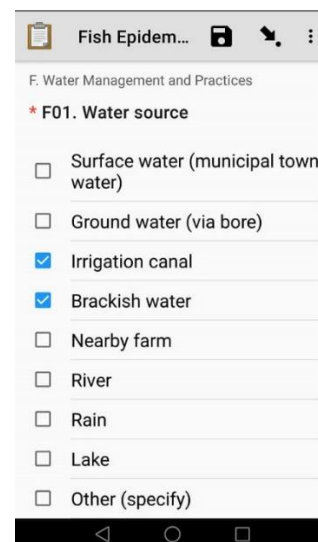 Fish Epidem...
F. Water Management and Practices
* F01. Water source
Surface water (municipal town
water)
Ground water (via bore)
Irrigation canal
Brackish water
Nearby farm
River
Rain
Lake
Other (specify)